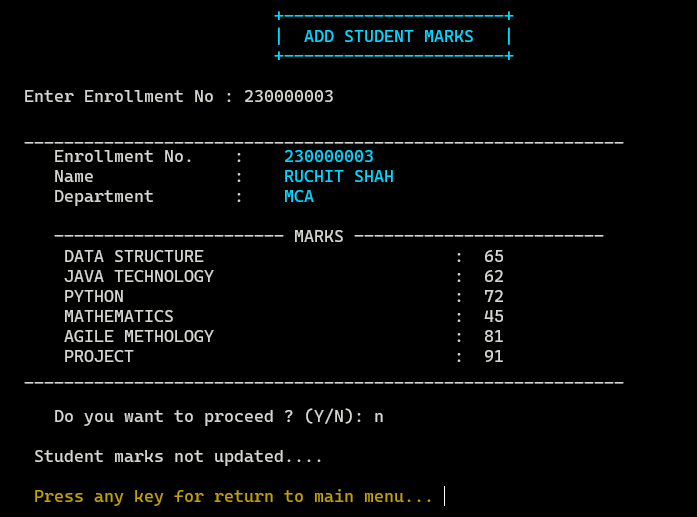 ADD STUDENT MARKS
Enter Enrollment No : 230000003
Enrollment No. : 230000003
Name : RUCHIT SHAH
Department : MCA
MARKS
DATA STRUCTURE : 65
JAVA TECHNOLOGY : 62
PYTHON : 72
MATHEMATICS : 45
AGILE METHOLOGY : 81
PROJECT : 91
Do you want to proceed ? (Y/N): n
Student marks not updated....
Press any key for return to main menu...